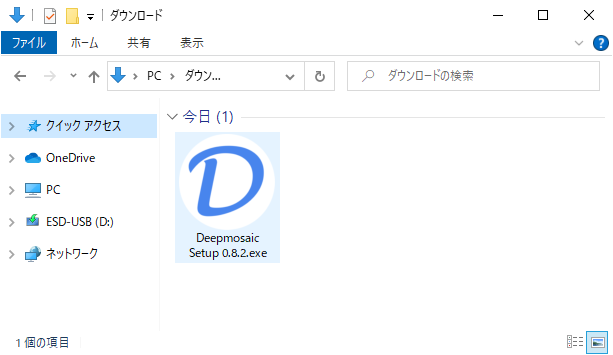 ダウンロード
ファイル ホーム 共有 表示
PC ダウン... ダウンロードの検索
クイック アクセス
OneDrive
PC
ESD-USB (D:)
ネットワーク
今日 (1)
Deepmosaic
Setup 0.8.2.exe
1 個の項目